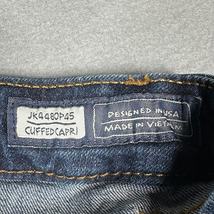 JK4480P45
CUFFEDCAPRI
DESIGNED IN USA
MADE IN VIETNAM